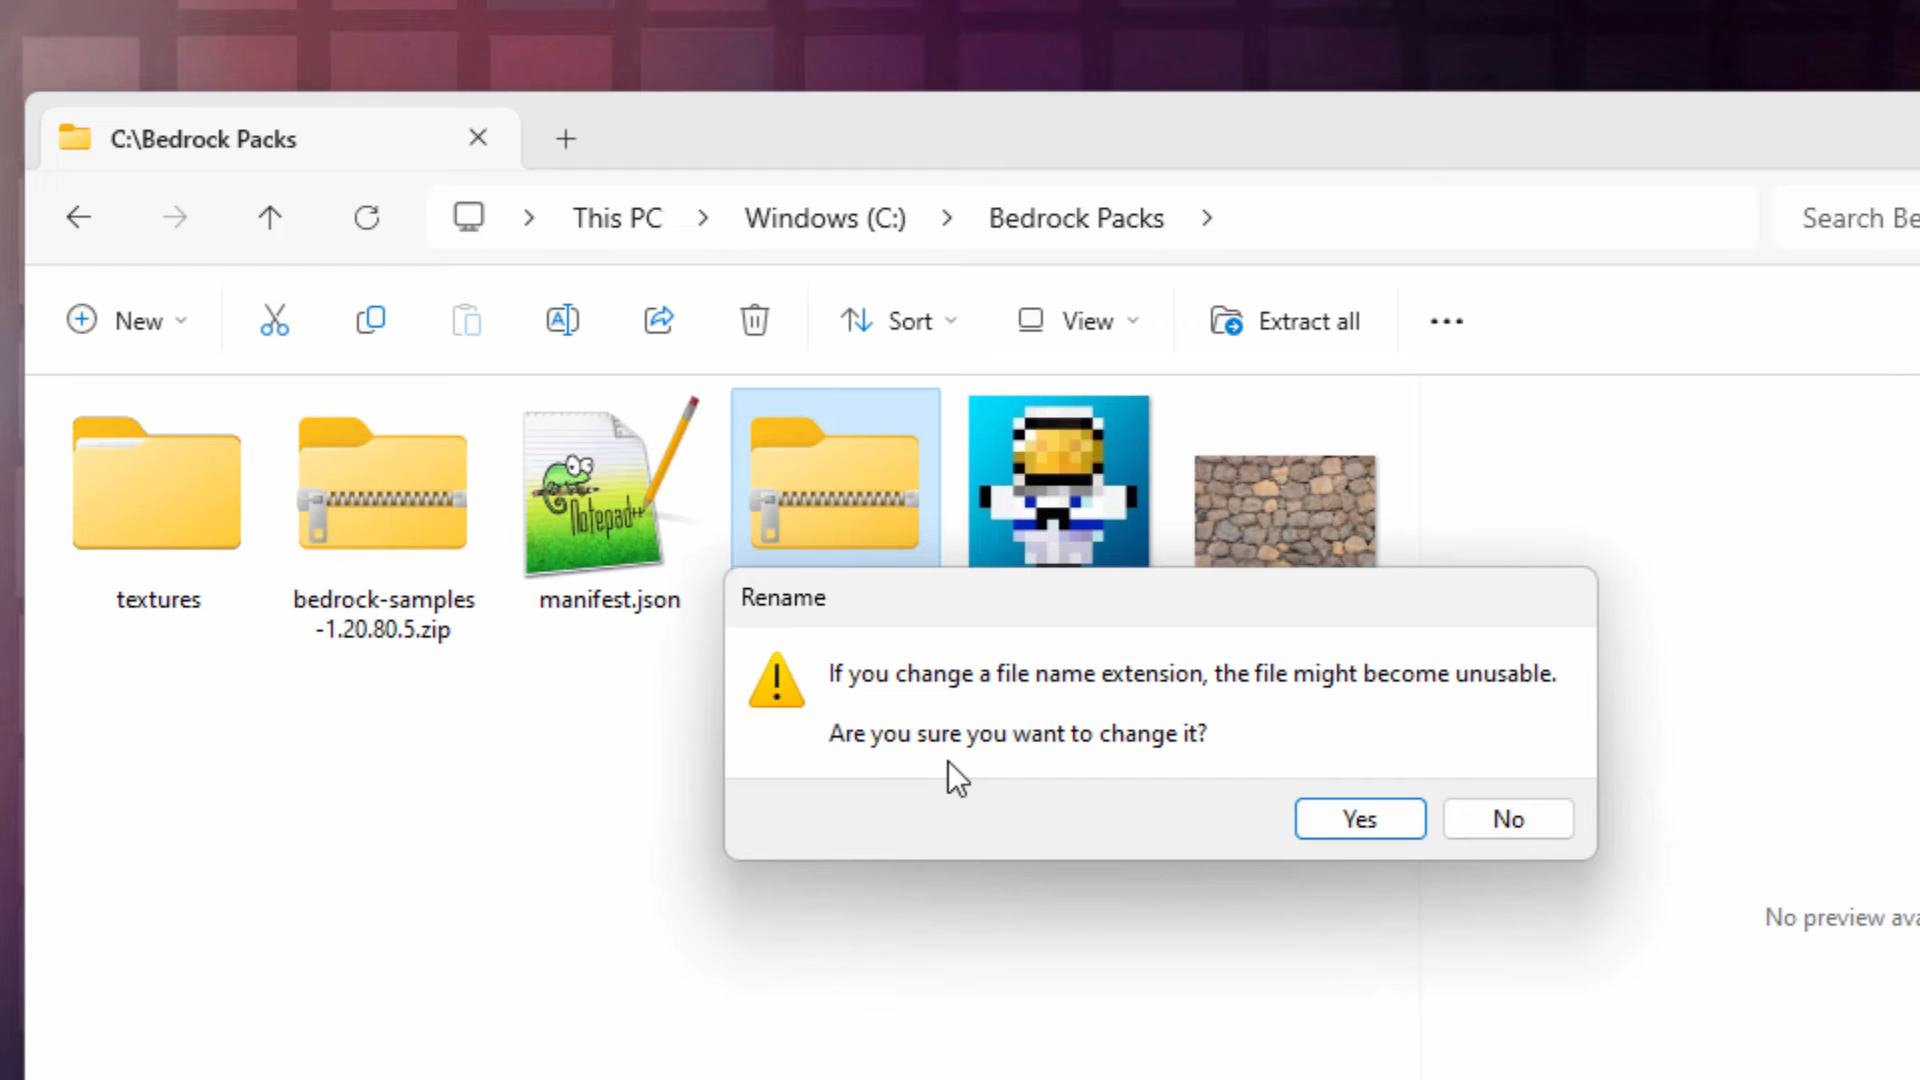 C:\Bedrock Packs
This PC
Windows (C:)
Bedrock Packs
Search Be
New
Sort
View
Extract all
Notepad++
textures
bedrock-samples
-1.20.80.5.zip
manifest.json
Rename
If you change a file name extension, the file might become unusable.
Are you sure you want to change it?
Yes
No
No preview ava